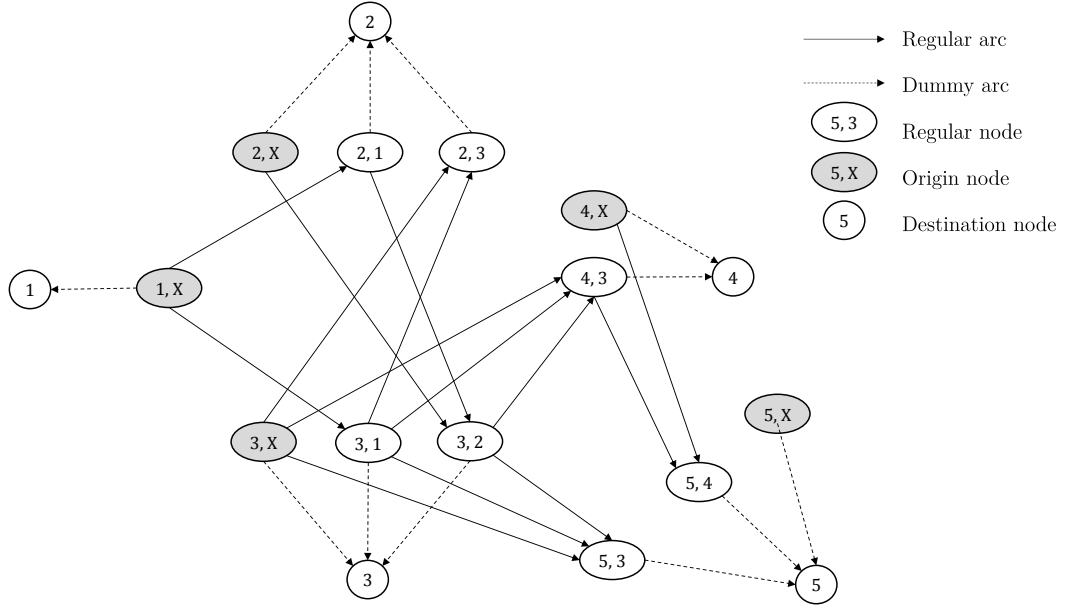 2
Regular arc
Dummy arc
5, 3
Regular node
2, X
2, 1
2, 3
5, X
Origin node
4, X
5
Destination node
1
1, X
4, 3
4
5, X
3, X
3, 1
3, 2
5, 4
5, 3
3
5